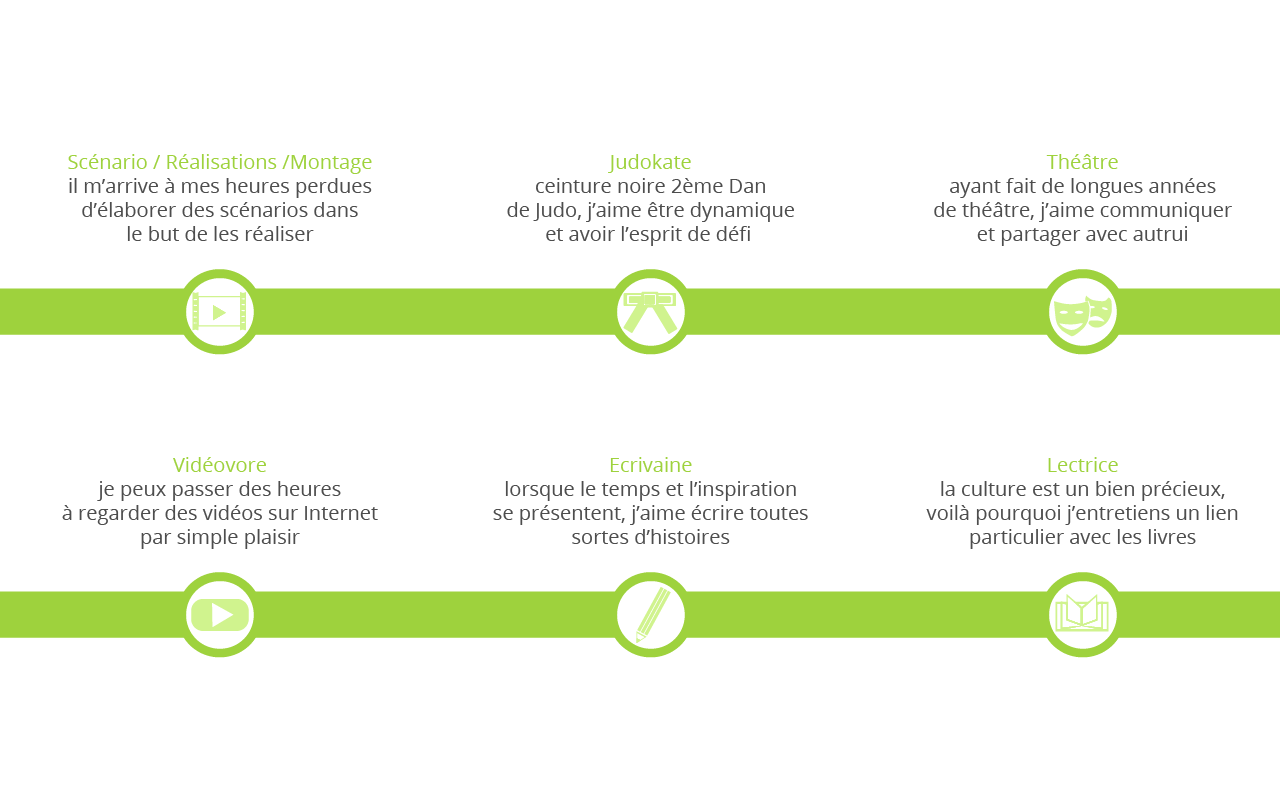 Scénario / Réalisations /Montage
il m’arrive à mes heures perdues
d’élaborer des scénarios dans
le but de les réaliser
Judokate
ceinture noire 2ème Dan
de Judo, j’aime être dynamique
et avoir l’esprit de défi
Théâtre
ayant fait de longues années
de théâtre, j’aime communiquer
et partager avec autrui
Vidéovore
je peux passer des heures
à regarder des vidéos sur Internet
par simple plaisir
Ecrivaine
lorsque le temps et l’inspiration
se présentent, j’aime écrire toutes
sortes d’histoires
Lectrice
la culture est un bien précieux,
voilà pourquoi j’entretiens un lien
particulier avec les livres